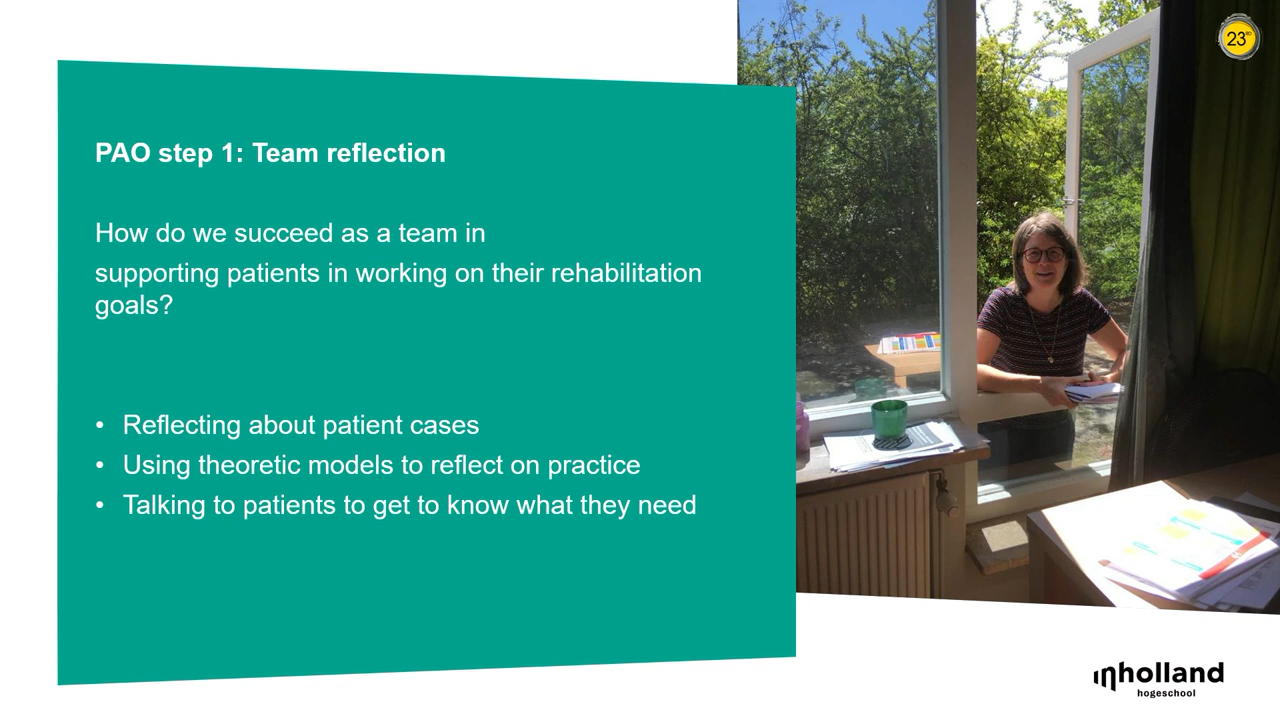 23RD
PAO step 1: Team reflection
How do we succeed as a team in
supporting patients in working on their rehabilitation
goals?
• Reflecting about patient cases
• Using theoretic models to reflect on practice
• Talking to patients to get to know what they need
inholland
hogeschool